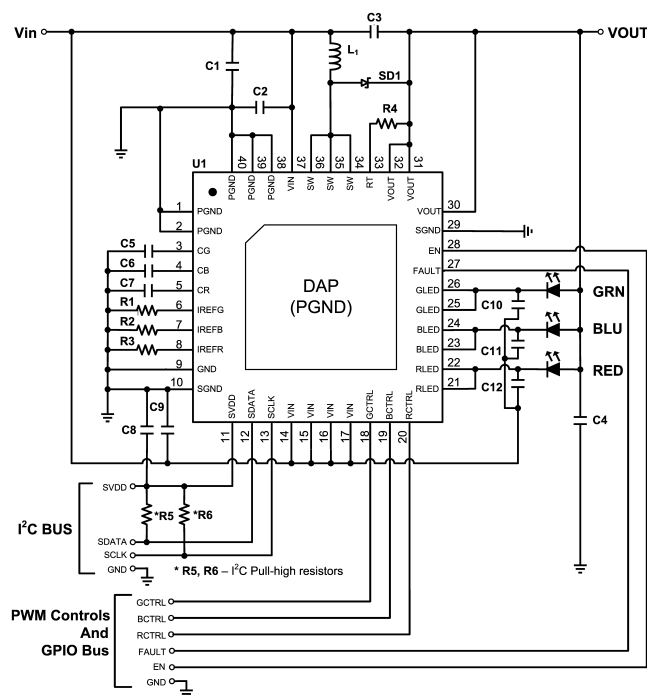 C3
Vin
VOUT
L1
C1
SD1
C2
R4
U1
40
39
38
37
36
35
34
33
32
31
PGND
PGND
PGND
VIN
SW
SW
SW
RT
VOUT
VOUT
1
PGND
VOUT
30
2
PGND
SGND
29
C5
3
CG
EN
28
C6
4
CB
FAULT
27
C7
5
CR
GLED
26
GRN
R1
6
IREFG
GLED
25
C10
R2
7
IREFB
BLED
24
BLU
R3
8
IREFR
BLED
23
C11
9
GND
RLED
22
RED
10
SGND
RLED
21
C12
DAP
(PGND)
SVDD
SDATA
SCLK
VIN
VIN
VIN
VIN
GCTRL
BCTRL
RCTRL
11
12
13
14
15
16
17
18
19
20
C8
C9
C4
SVDD
*R5
*R6
I2C BUS
SDATA
SCLK
GND
* R5, R6 – I2C Pull-high resistors
PWM Controls
And
GPIO Bus
GCTRL
BCTRL
RCTRL
FAULT
EN
GND